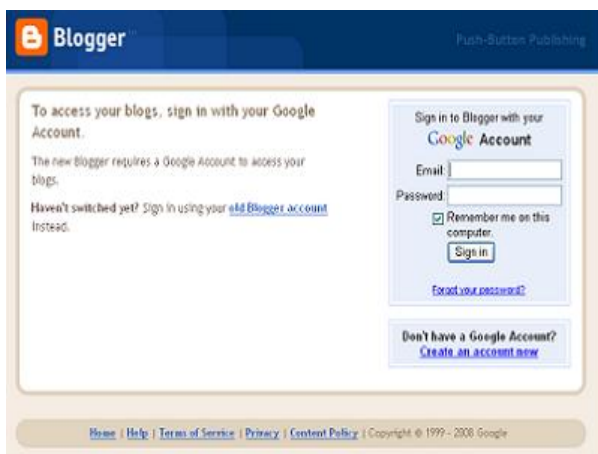 Blogger™
Push-Button Publishing
To access your blogs, sign in with your Google
Account.
The new Blogger requires a Google Account to access your
blogs.
Haven't switched yet? Sign in using your old Blogger account
instead.
Sign in to Blogger with your
Google Account
Email:
Password:
Remember me on this
computer.
Sign in
Forgot your password?
Don't have a Google Account?
Create an account now
Home | Help | Terms of Service | Privacy | Content Policy | Copyright © 1999 - 2008 Google